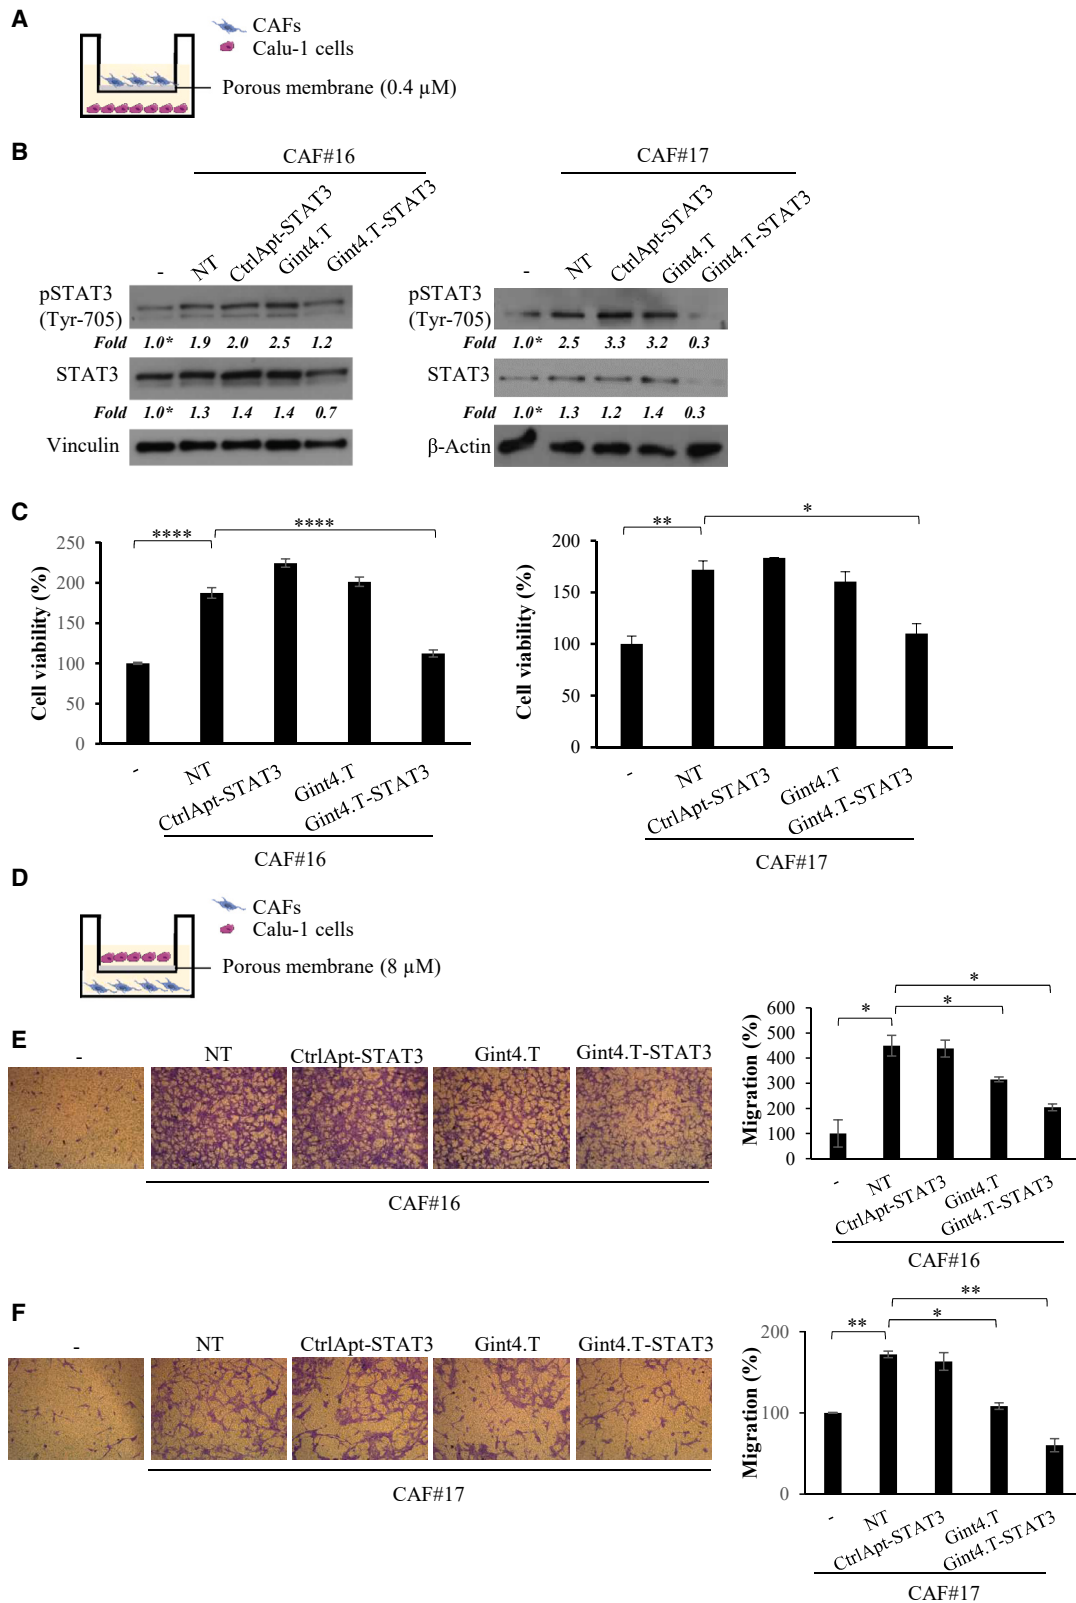 A
CAFs
Calu-1 cells
Porous membrane (0.4 µM)
B
CAF#16
- NT CtrlApt-STAT3 Gint4.T Gint4.T-STAT3
pSTAT3
(Tyr-705)
Fold 1.0* 1.9 2.0 2.5 1.2
STAT3
Fold 1.0* 1.3 1.4 1.4 0.7
Vinculin
CAF#17
- NT CtrlApt-STAT3 Gint4.T Gint4.T-STAT3
pSTAT3
(Tyr-705)
Fold 1.0* 2.5 3.3 3.2 0.3
STAT3
Fold 1.0* 1.3 1.2 1.4 0.3
β-Actin
C
**** ****
Cell viability (%)
250
200
150
100
50
0
- NT CtrlApt-STAT3 Gint4.T Gint4.T-STAT3
CAF#16
** *
Cell viability (%)
200
150
100
50
0
- NT CtrlApt-STAT3 Gint4.T Gint4.T-STAT3
CAF#17
D
CAFs
Calu-1 cells
Porous membrane (8 µM)
E
- NT CtrlApt-STAT3 Gint4.T Gint4.T-STAT3
CAF#16
*
* *
Migration (%)
600
500
400
300
200
100
0
- NT CtrlApt-STAT3 Gint4.T Gint4.T-STAT3
CAF#16
F
- NT CtrlApt-STAT3 Gint4.T Gint4.T-STAT3
CAF#17
**
** *
Migration (%)
200
100
0
- NT CtrlApt-STAT3 Gint4.T Gint4.T-STAT3
CAF#17